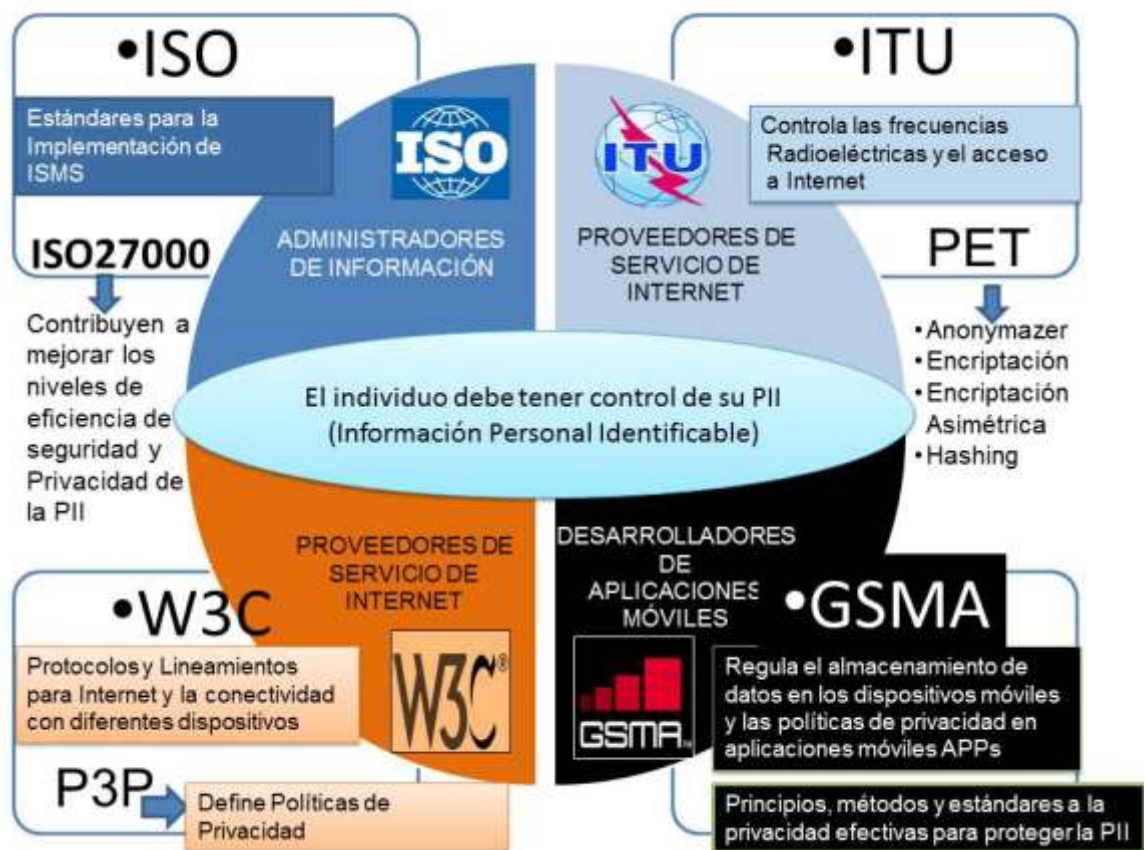 •ISO
Estándares para la
Implementación de
ISMS
ISO27000
Contribuyen a
mejorar los
niveles de
eficiencia de
seguridad y
Privacidad de
la PII
ISO
ADMINISTRADORES
DE INFORMACIÓN
•ITU
Controla las frecuencias
Radioeléctricas y el acceso
a Internet
PET
•Anonymazer
•Encriptación
•Encriptación
Asimétrica
•Hashing
ITU
PROVEEDORES DE
SERVICIO DE
INTERNET
El individuo debe tener control de su PII
(Información Personal Identificable)
PROVEEDORES DE
SERVICIO DE
INTERNET
W3C®
•W3C
Protocolos y Lineamientos
para Internet y la conectividad
con diferentes dispositivos
P3P
Define Políticas de
Privacidad
DESARROLLADORES
DE
APLICACIONES
MÓVILES
GSMA™
•GSMA
Regula el almacenamiento de
datos en los dispositivos móviles
y las políticas de privacidad en
aplicaciones móviles APPs
Principios, métodos y estándares a la
privacidad efectivas para proteger la PII